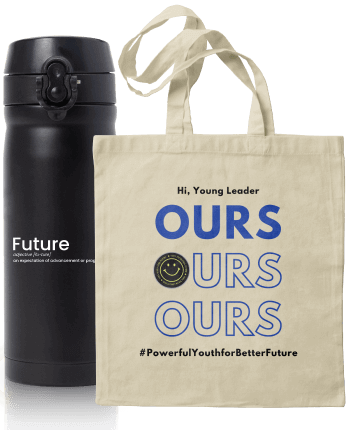 Future
adjective [fu-ture]
an expectation of advancement or prog
Hi, Young Leader
OURS
OURS
OURS
#PowerfulYouthforBetterFuture